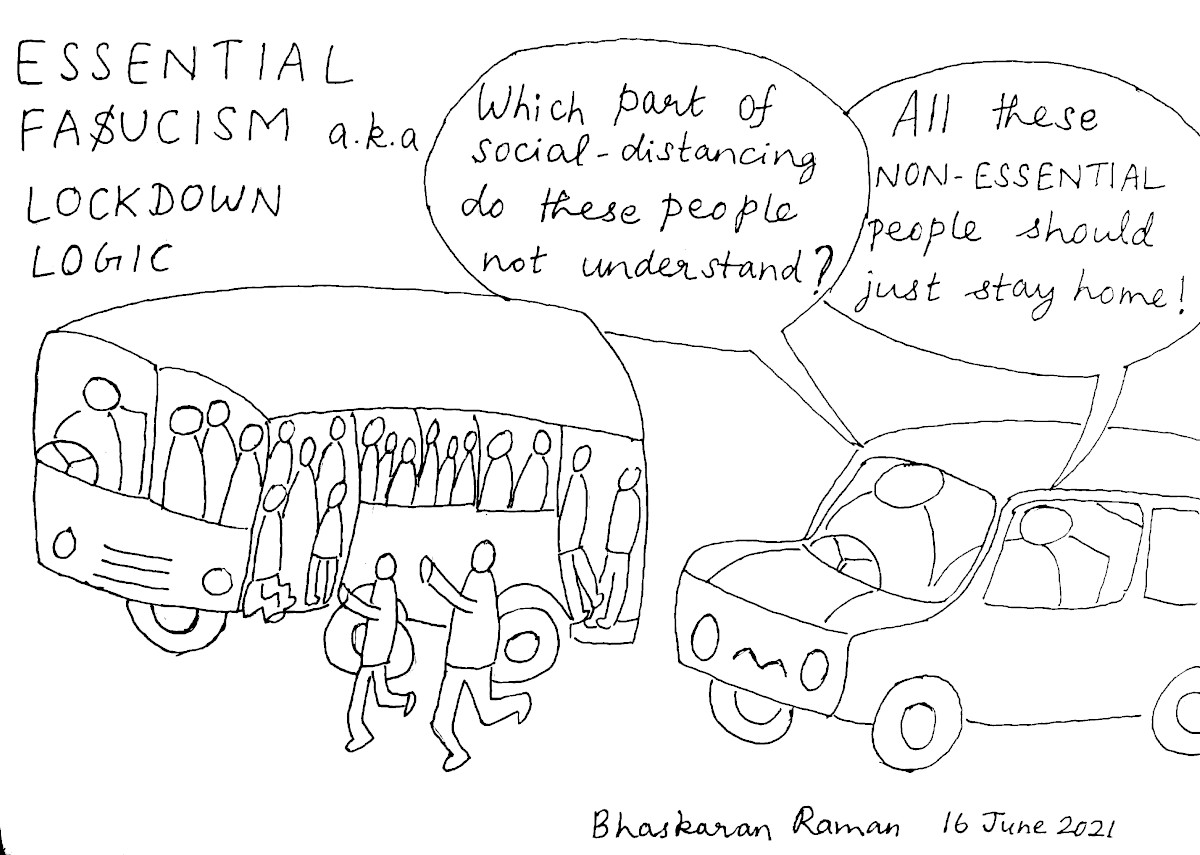 ESSENTIAL
FA$UCISM a.k.a
LOCKDOWN
LOGIC
Which part of
social-distancing
do these people
not understand?
All these
NON-ESSENTIAL
people should
just stay home!
Bhaskaran Raman 16 June 2021